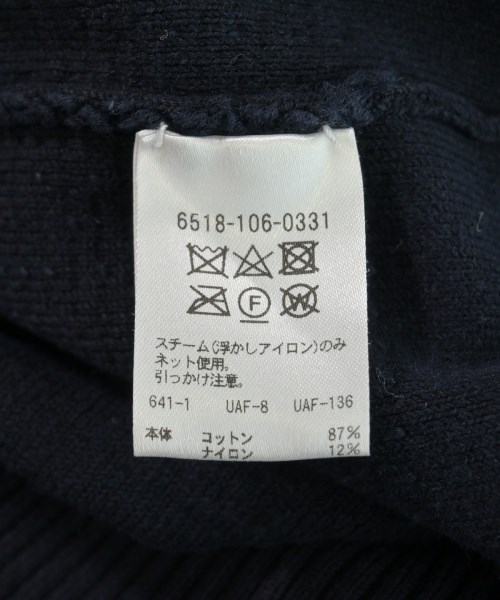 6518-106-0331
F W
スチーム(浮かしアイロン)のみ
ネット使用。
引っかけ注意。
641-1 UAF-8 UAF-136
本体 コットン 87%
ナイロン 12%